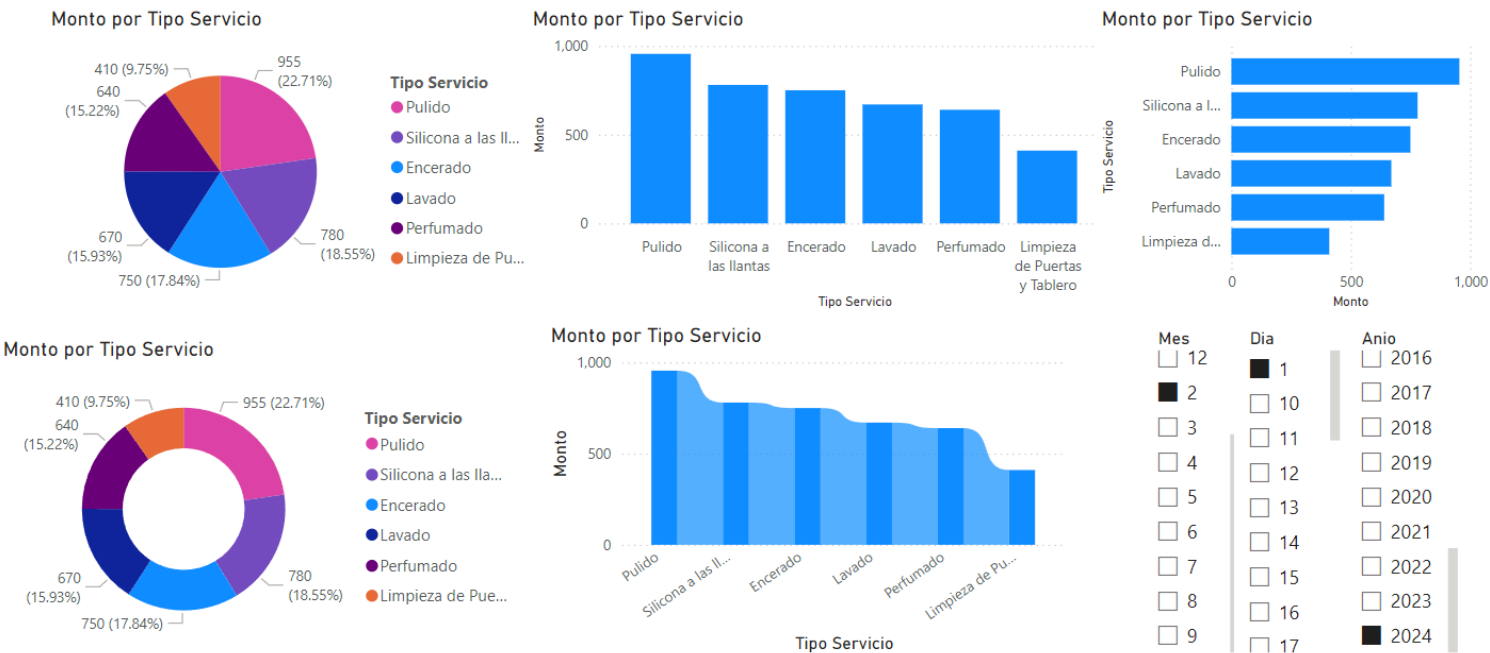 Monto por Tipo Servicio
410 (9.75%)
955
(22.71%)
640
(15.22%)
670
(15.93%)
780
(18.55%)
750 (17.84%)
Tipo Servicio
Pulido
Silicona a las ll...
Encerado
Lavado
Perfumado
Limpieza de Pu...
Monto por Tipo Servicio
Monto
1,000
500
0
Pulido
Silicona a
las llantas
Encerado
Lavado
Perfumado
Limpieza
de Puertas
y Tablero
Tipo Servicio
Monto por Tipo Servicio
Tipo Servicio
Pulido
Silicona a l...
Encerado
Lavado
Perfumado
Limpieza d...
0
500
1,000
Monto
Monto por Tipo Servicio
410 (9.75%)
955 (22.71%)
640
(15.22%)
670
(15.93%)
780
(18.55%)
750 (17.84%)
Tipo Servicio
Pulido
Silicona a las lla...
Encerado
Lavado
Perfumado
Limpieza de Pue...
Monto por Tipo Servicio
Monto
1,000
500
0
Pulido
Silicona a las ll...
Encerado
Lavado
Perfumado
Limpieza de Pu...
Tipo Servicio
Mes
12
2
3
4
5
6
7
8
9
Dia
1
10
11
12
13
14
15
16
17
Anio
2016
2017
2018
2019
2020
2021
2022
2023
2024